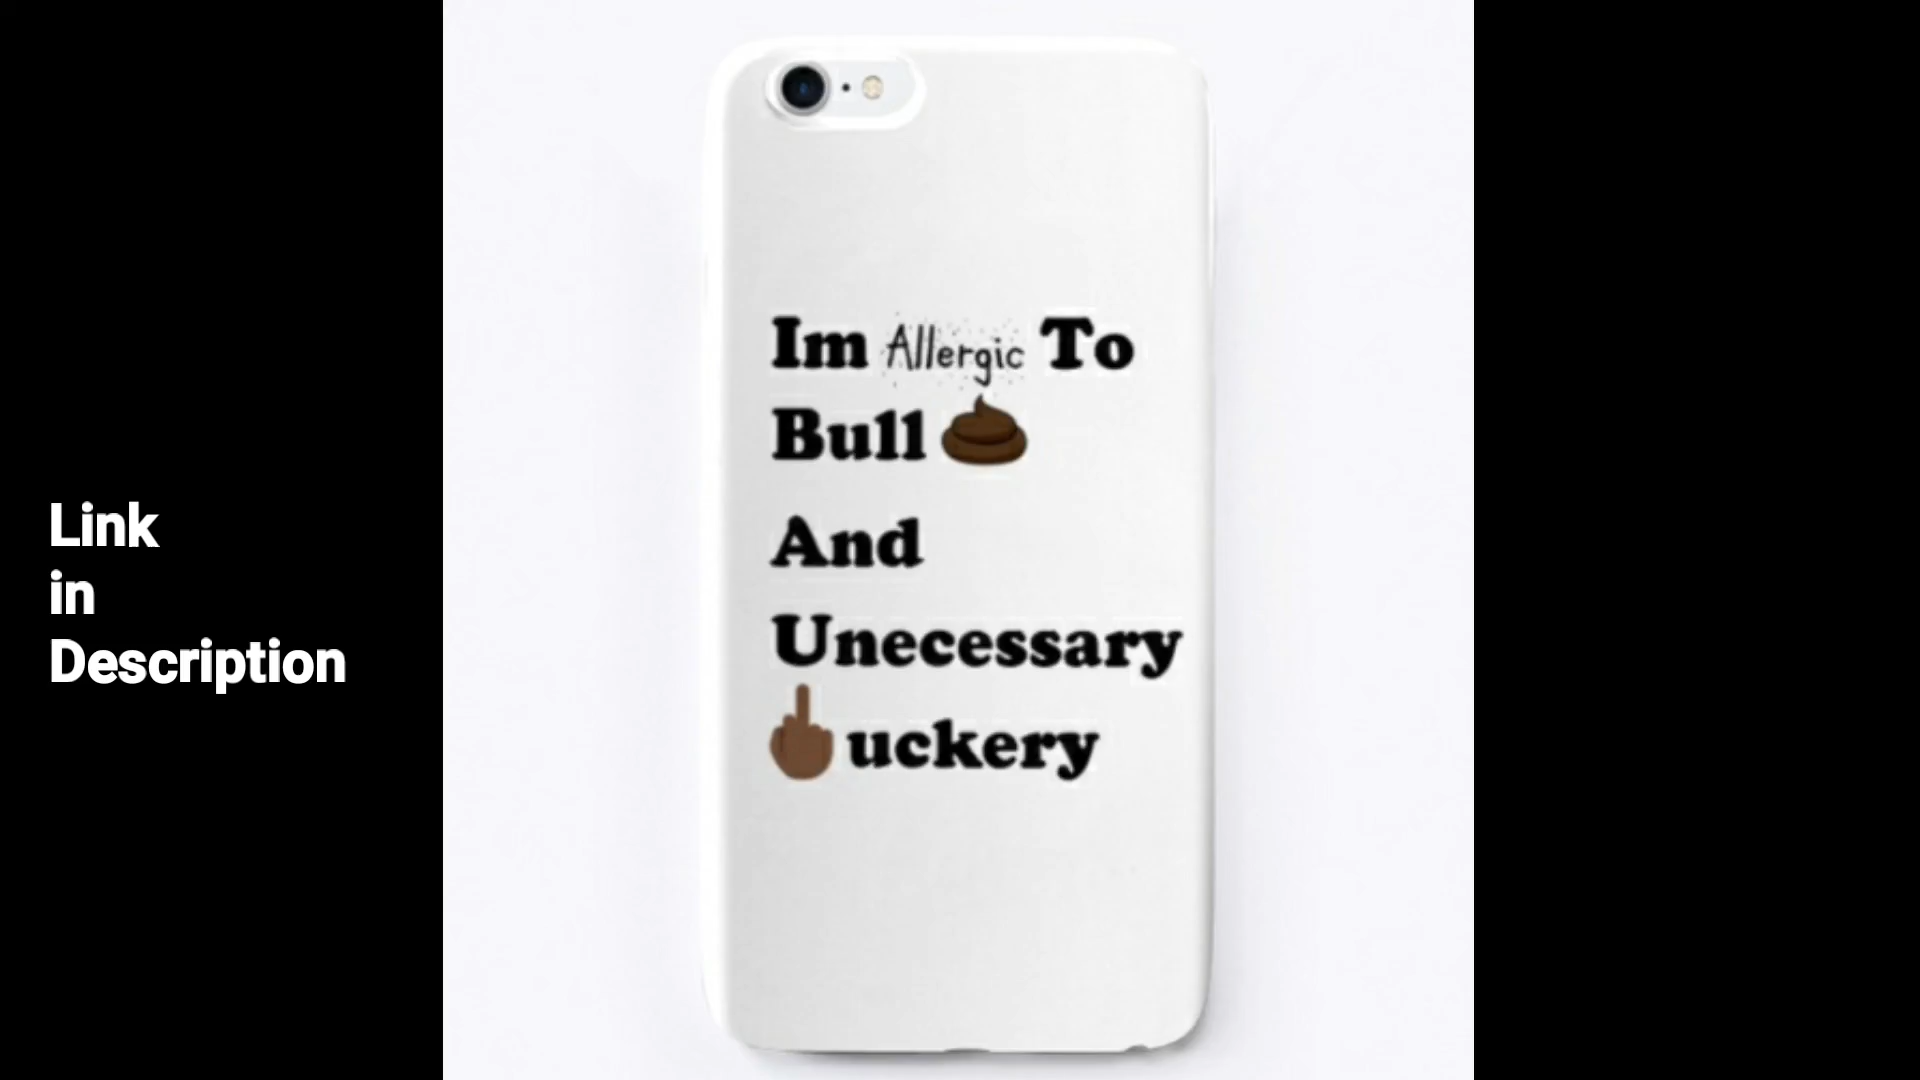 Link
in
Description
Im Allergic To
Bull 💩
And
Unecessary
🖕🏾uckery